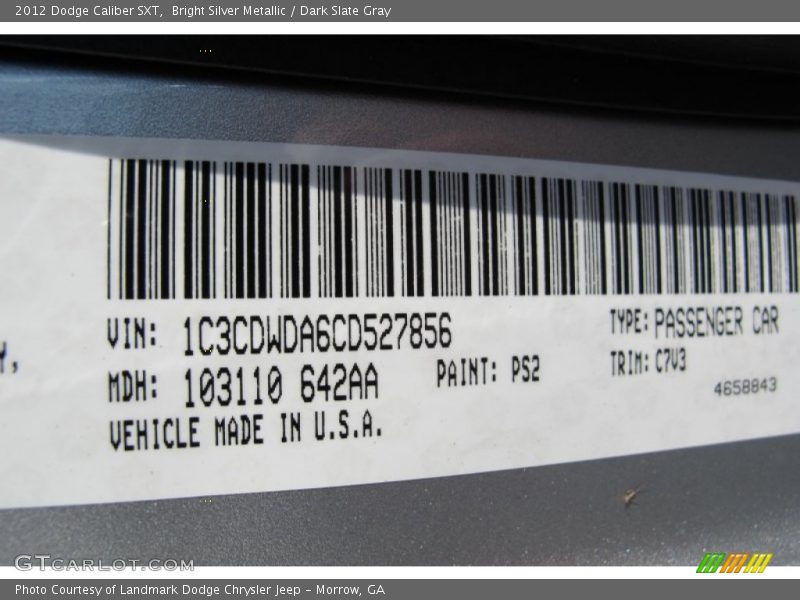 2012 Dodge Caliber SXT,  Bright Silver Metallic / Dark Slate Gray
VIN: 1C3CDWDA6CD527856
TYPE: PASSENGER CAR
Y,
MDH: 103110 642AA
PAINT: PS2
TRIM: C7V3
4658843
VEHICLE MADE IN U.S.A.
GTCARLOT.COM
Photo Courtesy of Landmark Dodge Chrysler Jeep – Morrow, GA